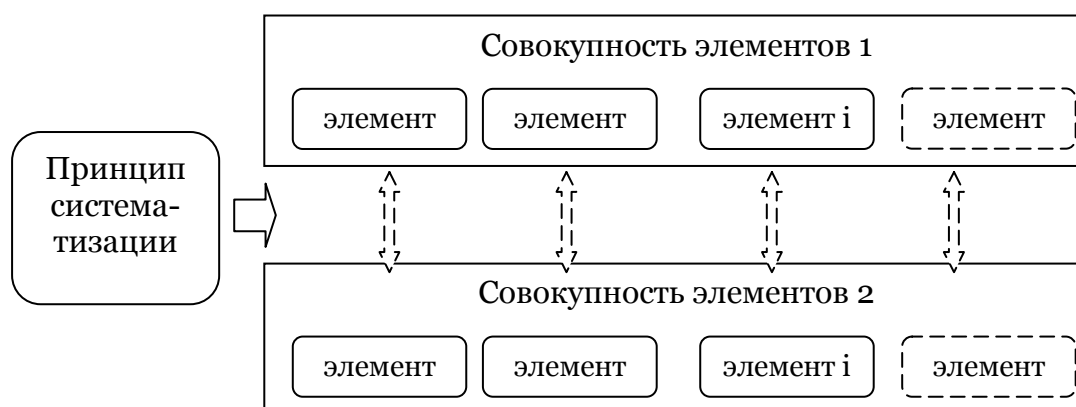 Совокупность элементов 1
элемент элемент элемент i элемент
Принцип
система-
тизации
Совокупность элементов 2
элемент элемент элемент i элемент